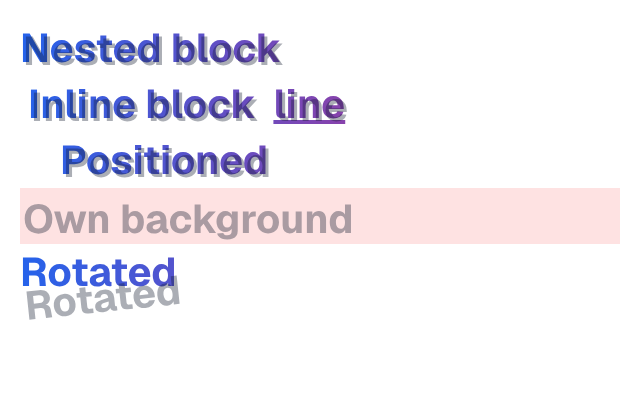 Nested block
Inline block line
Positioned
Own background
Rotated
Rotated